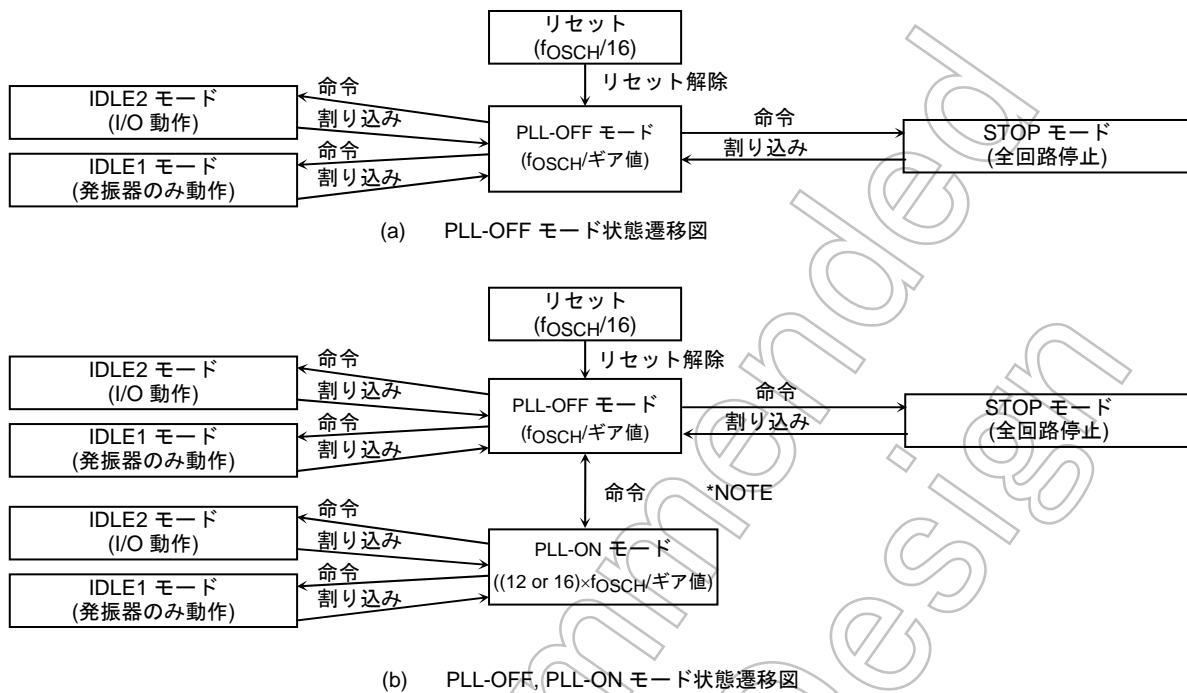 リセット
(fOSCH/16)
リセット解除
IDLE2 モード
(I/O 動作)
命令
割り込み
IDLE1 モード
(発振器のみ動作)
命令
割り込み
PLL-OFF モード
(fOSCH/ギア値)
命令
割り込み
STOP モード
(全回路停止)
(a) PLL-OFF モード状態遷移図
リセット
(fOSCH/16)
リセット解除
IDLE2 モード
(I/O 動作)
命令
割り込み
IDLE1 モード
(発振器のみ動作)
命令
割り込み
PLL-OFF モード
(fOSCH/ギア値)
命令
割り込み
STOP モード
(全回路停止)
命令 *NOTE
IDLE2 モード
(I/O 動作)
命令
割り込み
IDLE1 モード
(発振器のみ動作)
命令
割り込み
PLL-ON モード
((12 or 16)×fOSCH/ギア値)
(b) PLL-OFF, PLL-ON モード状態遷移図
mmended
Design